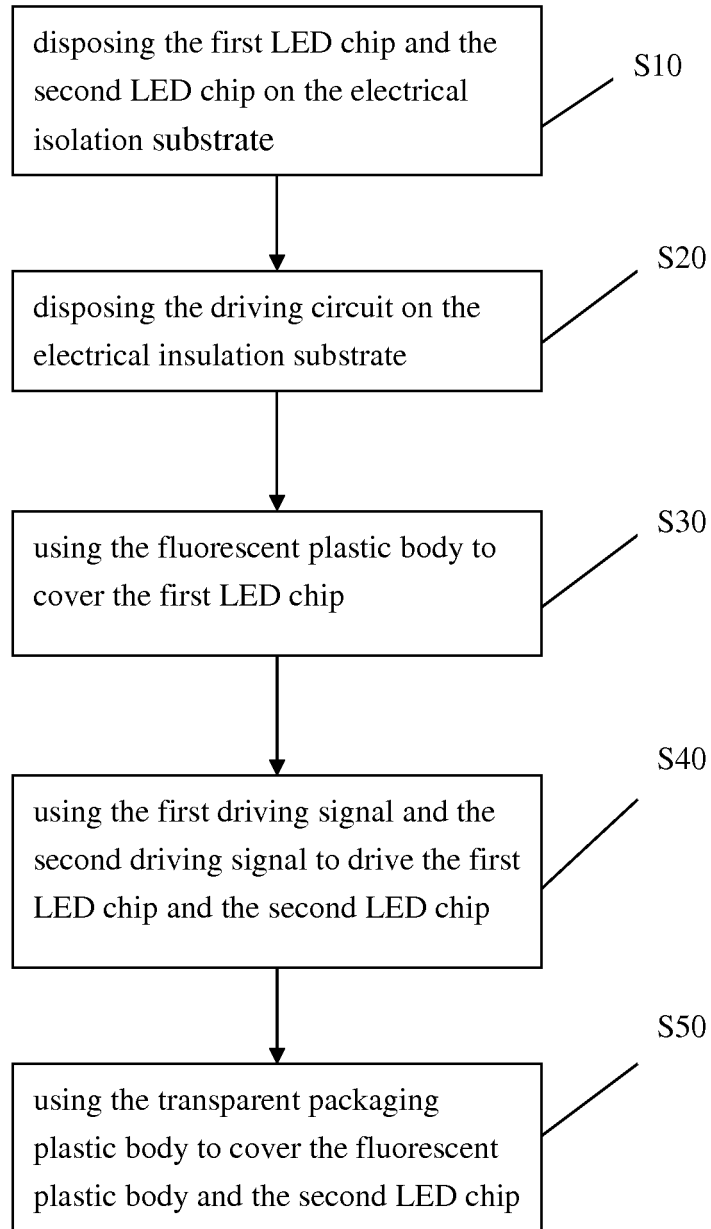 disposing the first LED chip and the
second LED chip on the electrical
isolation substrate
S10
disposing the driving circuit on the
electrical insulation substrate
S20
using the fluorescent plastic body to
cover the first LED chip
S30
using the first driving signal and the
second driving signal to drive the first
LED chip and the second LED chip
S40
using the transparent packaging
plastic body to cover the fluorescent
plastic body and the second LED chip
S50